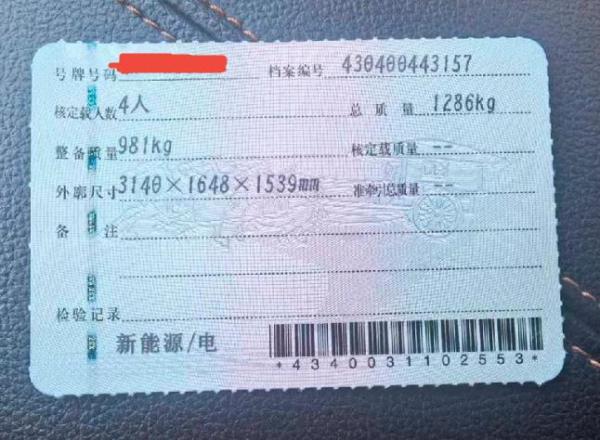 号牌号码 档案编号 430400443157
核定载人数 4人 总质量 1286kg
整备质量 981kg 核定载质量 --
外廓尺寸 3140×1648×1539mm 准牵引总质量 --
备注
检验记录
新能源/电
*4340031102553*